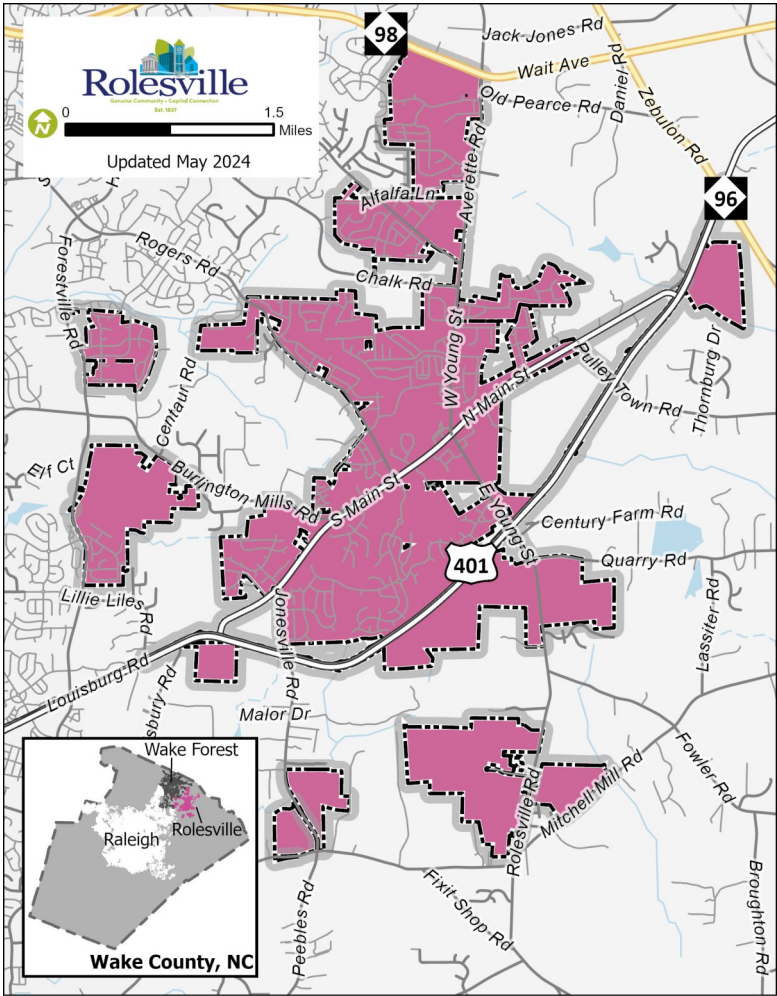 98
Jack Jones Rd
Wait Ave
Rolesville
Genuine Community • Capital Connection
Est. 1837
N
0 1.5
Miles
Updated May 2024
Old Pearce Rd
Daniel Rd
Zebulon Rd
96
Averette Rd
Alfalfa Ln
Rogers Rd
Forestville Rd
Chalk Rd
W Young St
N Main St
Pulley Town Rd
Thornburg Dr
Centaur Rd
Elf Ct
Burlington Mills Rd
S Main St
E Young St
Century Farm Rd
401
Quarry Rd
Lillie Liles Rd
Jonesville Rd
Lassiter Rd
Louisburg Rd
sbury Rd
Malor Dr
Wake Forest
Raleigh
Rolesville
Wake County, NC
Rolesville Rd
Mitchell Mill Rd
Fowler Rd
Peebles Rd
Fixit Shop Rd
Broughton Rd